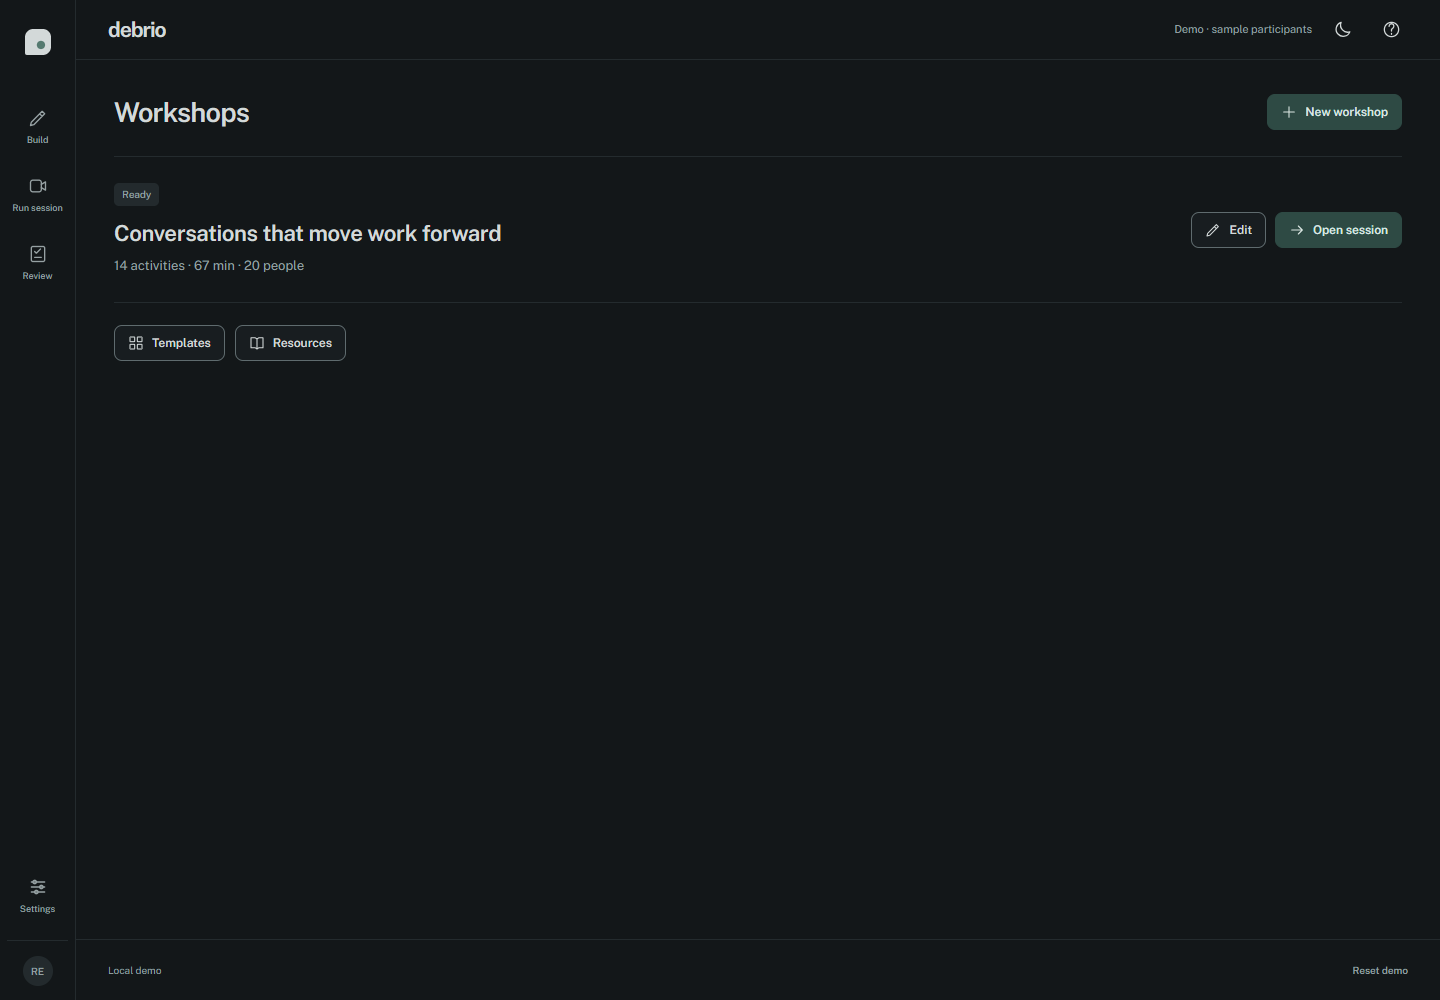 debrio
Demo · sample participants
Build
Run session
Review
Settings
RE
Workshops
New workshop
Ready
Conversations that move work forward
14 activities · 67 min · 20 people
Edit
Open session
Templates
Resources
Local demo
Reset demo